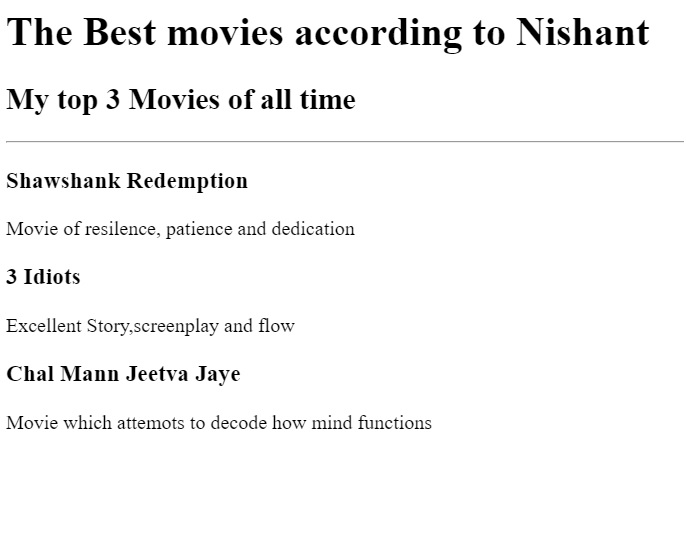 The Best movies according to Nishant
My top 3 Movies of all time
Shawshank Redemption
Movie of resilence, patience and dedication
3 Idiots
Excellent Story,screenplay and flow
Chal Mann Jeetva Jaye
Movie which attemots to decode how mind functions